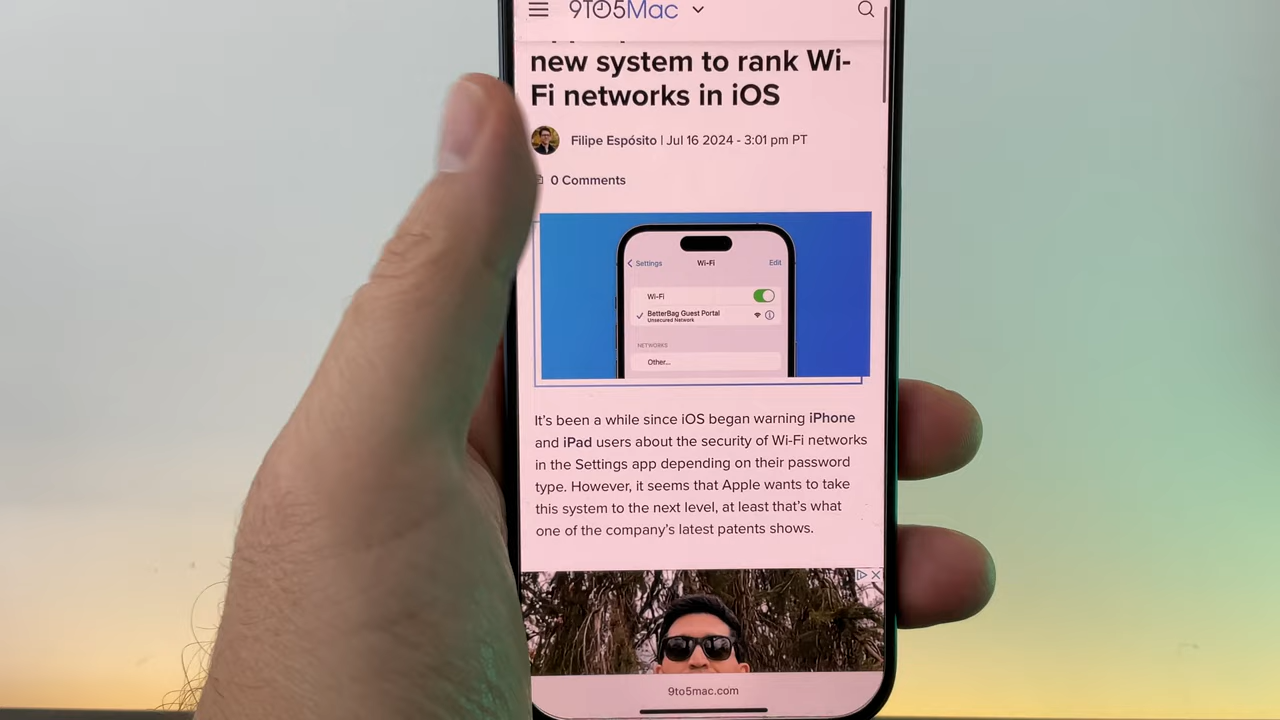 9TO5Mac
new system to rank Wi-
Fi networks in iOS
Filipe Espósito | Jul 16 2024 - 3:01 pm PT
0 Comments
Settings Wi-Fi Edit
Wi-Fi
BetterBag Guest Portal
Unsecured Network
NETWORKS
Other...
It's been a while since iOS began warning iPhone
and iPad users about the security of Wi-Fi networks
in the Settings app depending on their password
type. However, it seems that Apple wants to take
this system to the next level, at least that's what
one of the company's latest patents shows.
9to5mac.com